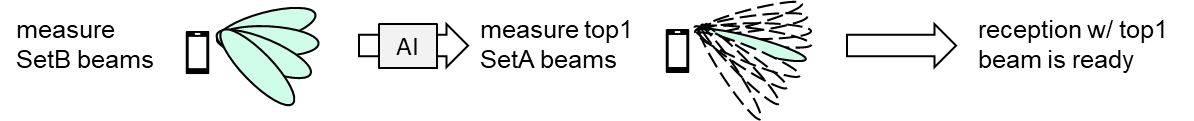 measure
SetB beams
AI
measure top1
SetA beams
reception w/ top1
beam is ready